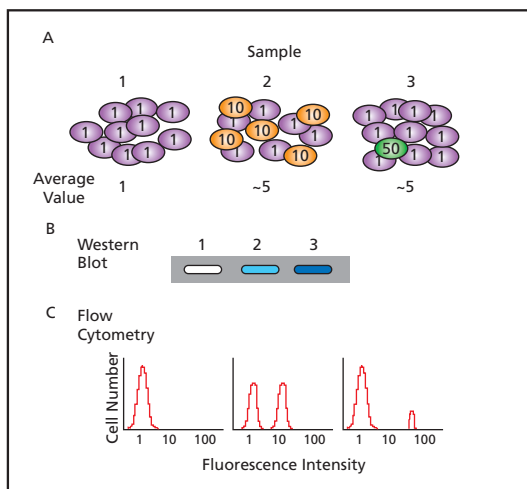 A
Sample
1 2 3
1 1 1 1 1 1 1 1 1 1 1
10 1 10 1 1 10 10 1 1 10 1
1 1 1 1 1 1 1 1 50 1 1 1
Average
Value
1 ~5 ~5
B
Western
Blot
1 2 3
C
Flow
Cytometry
Cell Number
1 10 100 1 10 100 1 10 100
Fluorescence Intensity